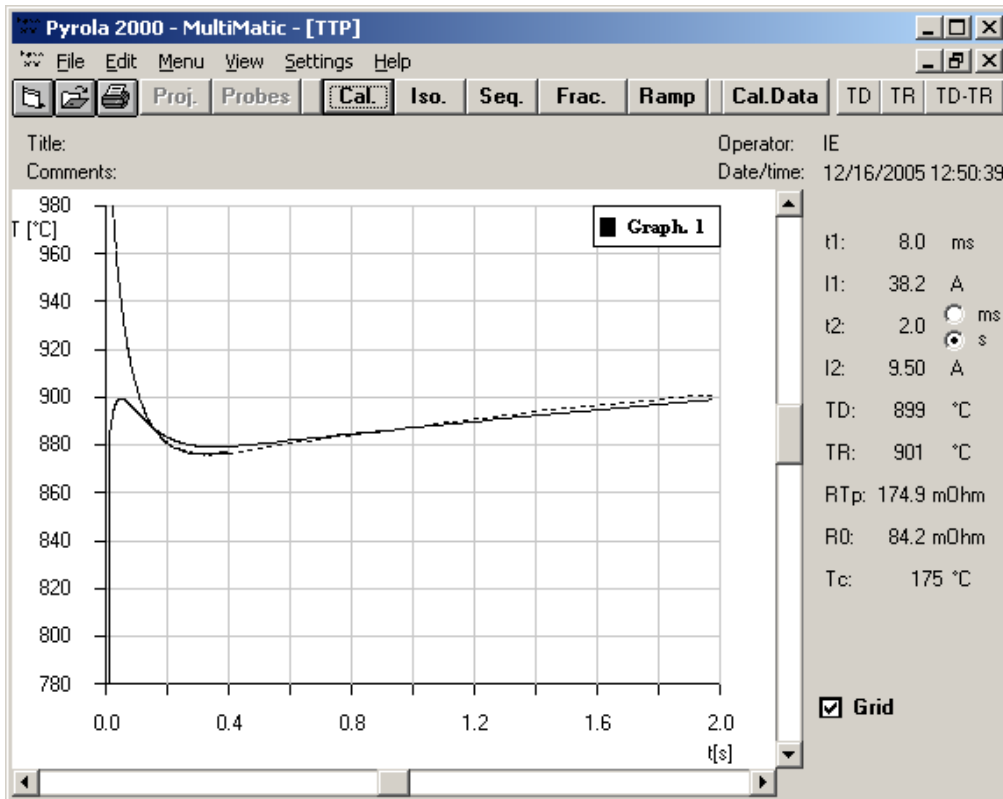 Pyrola 2000 - MultiMatic - [TTP]
File Edit Menu View Settings Help
Proj. Probes Cal. Iso. Seq. Frac. Ramp Cal.Data TD TR TD-TR
Title: Operator: IE
Comments: Date/time: 12/16/2005 12:50:39
980
T [°C]
Graph. 1
960
940
920
900
880
860
840
820
800
780
0.0 0.4 0.8 1.2 1.6 2.0
t[s]
t1: 8.0 ms
I1: 38.2 A
t2: 2.0 ms
s
I2: 9.50 A
TD: 899 °C
TR: 901 °C
RTp: 174.9 mOhm
R0: 84.2 mOhm
Tc: 175 °C
Grid